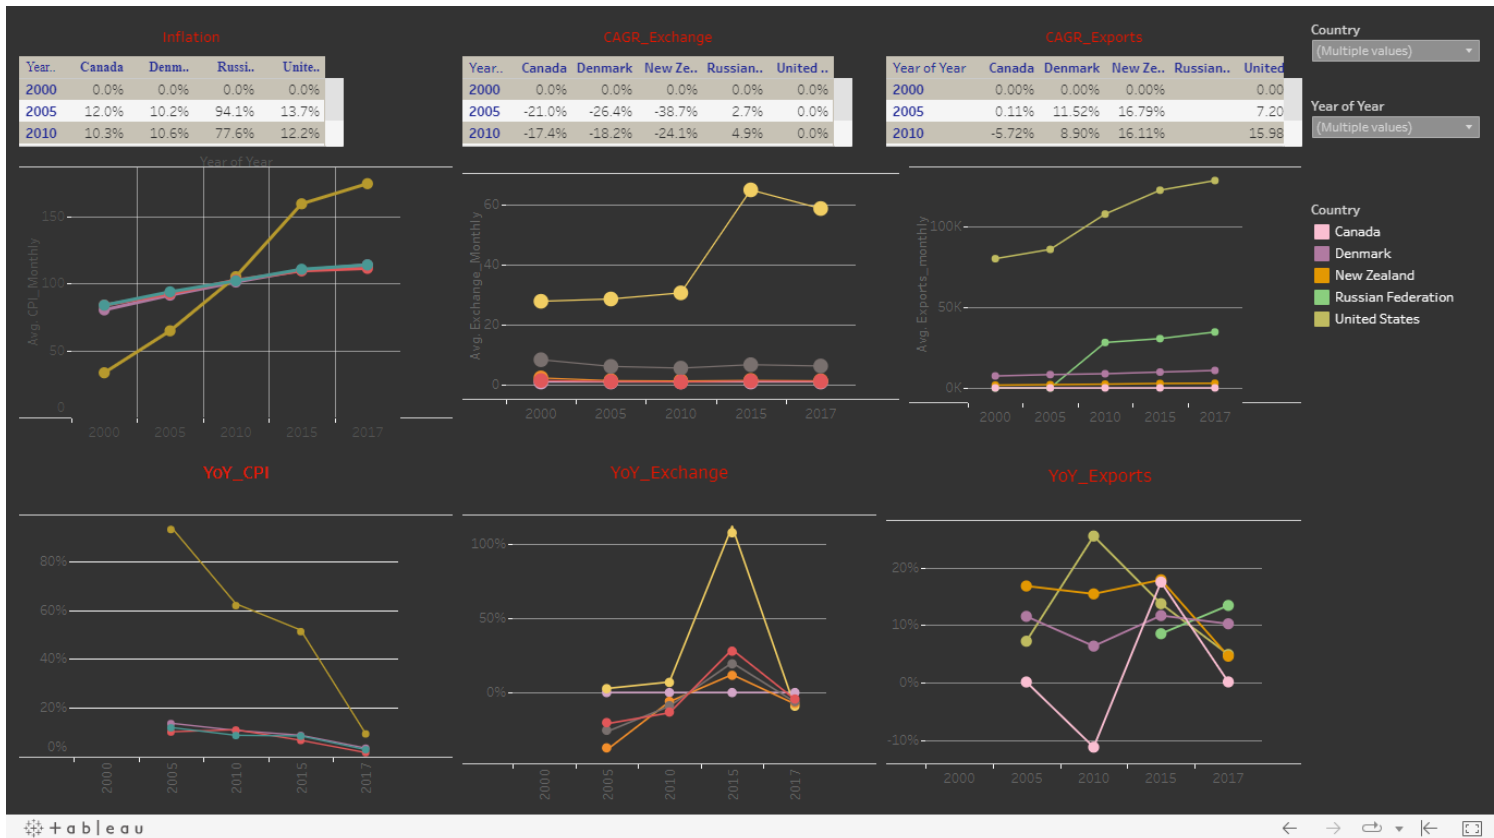 Inflation
Year.. Canada Denm.. Russi.. Unite..
2000 0.0% 0.0% 0.0% 0.0%
2005 12.0% 10.2% 94.1% 13.7%
2010 10.3% 10.6% 77.6% 12.2%
CAGR_Exchange
Year.. Canada Denmark New Ze.. Russian.. United ..
2000 0.0% 0.0% 0.0% 0.0% 0.0%
2005 -21.0% -26.4% -38.7% 2.7% 0.0%
2010 -17.4% -18.2% -24.1% 4.9% 0.0%
CAGR_Exports
Year of Year Canada Denmark New Ze.. Russian.. United
2000 0.00% 0.00% 0.00% 0.00
2005 0.11% 11.52% 16.79% 7.20
2010 -5.72% 8.90% 16.11% 15.98
Country
(Multiple values)
Year of Year
(Multiple values)
Country
Canada
Denmark
New Zealand
Russian Federation
United States
Year of Year
Avg. CPI_Monthly
150
100
50
0
2000 2005 2010 2015 2017
Avg. Exchange_Monthly
60
40
20
0
2000 2005 2010 2015 2017
Avg. Exports_monthly
100K
50K
0K
2000 2005 2010 2015 2017
YoY_CPI
80%
60%
40%
20%
0%
2000 2005 2010 2015 2017
YoY_Exchange
100%
50%
0%
2000 2005 2010 2015 2017
YoY_Exports
20%
10%
0%
-10%
2000 2005 2010 2015 2017
+ a b l e a u